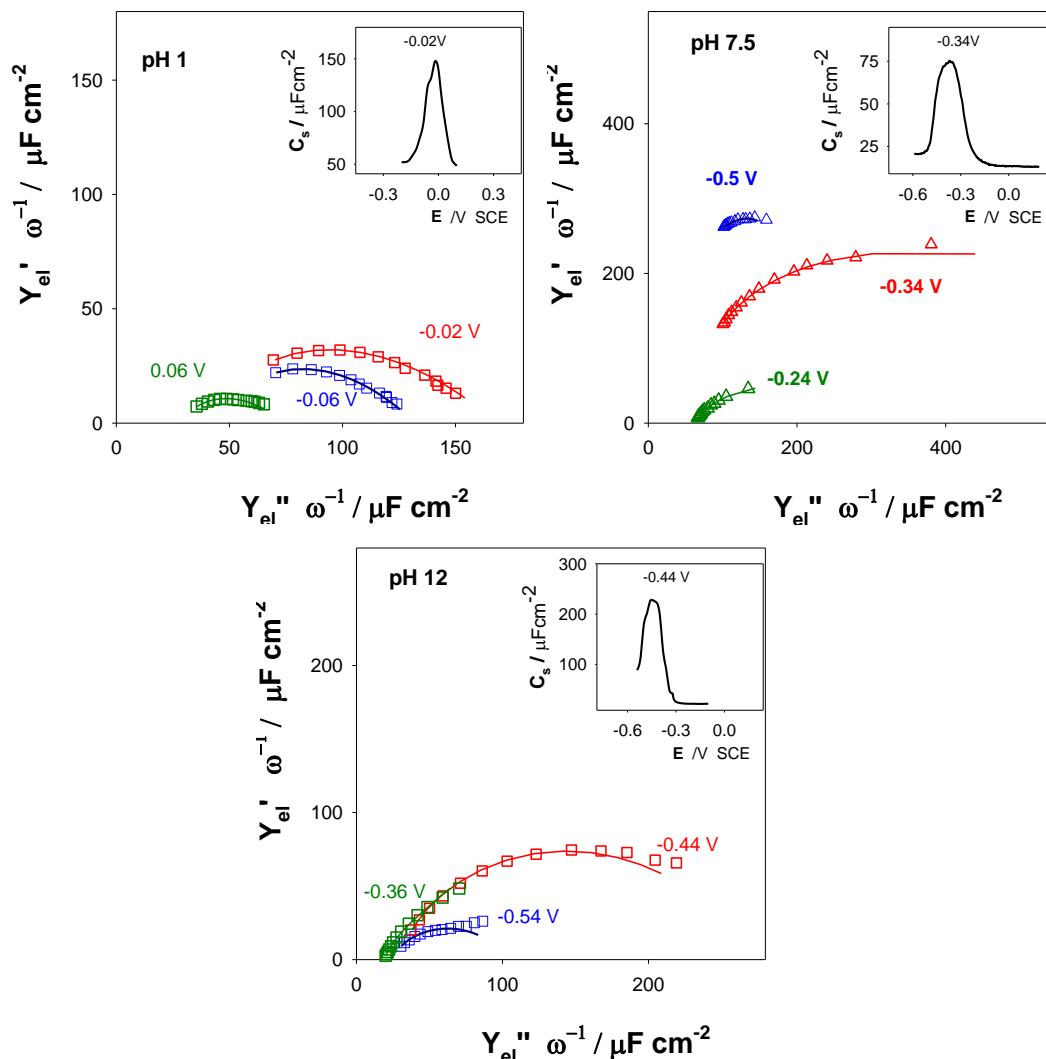 pH 1
-0.02V
150
100
50
C_s / μFcm⁻²
-0.3 0.0 0.3
E /V SCE
Y_el' ω⁻¹ / μF cm⁻²
150
100
50
0
0.06 V
-0.02 V
-0.06 V
0 50 100 150
Y_el'' ω⁻¹ / μF cm⁻²
pH 7.5
-0.34V
75
50
25
C_s / μFcm⁻²
-0.6 -0.3 0.0
E /V SCE
Y_el' ω⁻¹ / μF cm⁻²
400
200
0
-0.5 V
-0.34 V
-0.24 V
0 200 400
Y_el'' ω⁻¹ / μF cm⁻²
pH 12
-0.44 V
300
200
100
C_s / μFcm⁻²
-0.6 -0.3 0.0
E /V SCE
Y_el' ω⁻¹ / μF cm⁻²
200
100
0
-0.36 V
-0.44 V
-0.54 V
0 100 200
Y_el'' ω⁻¹ / μF cm⁻²